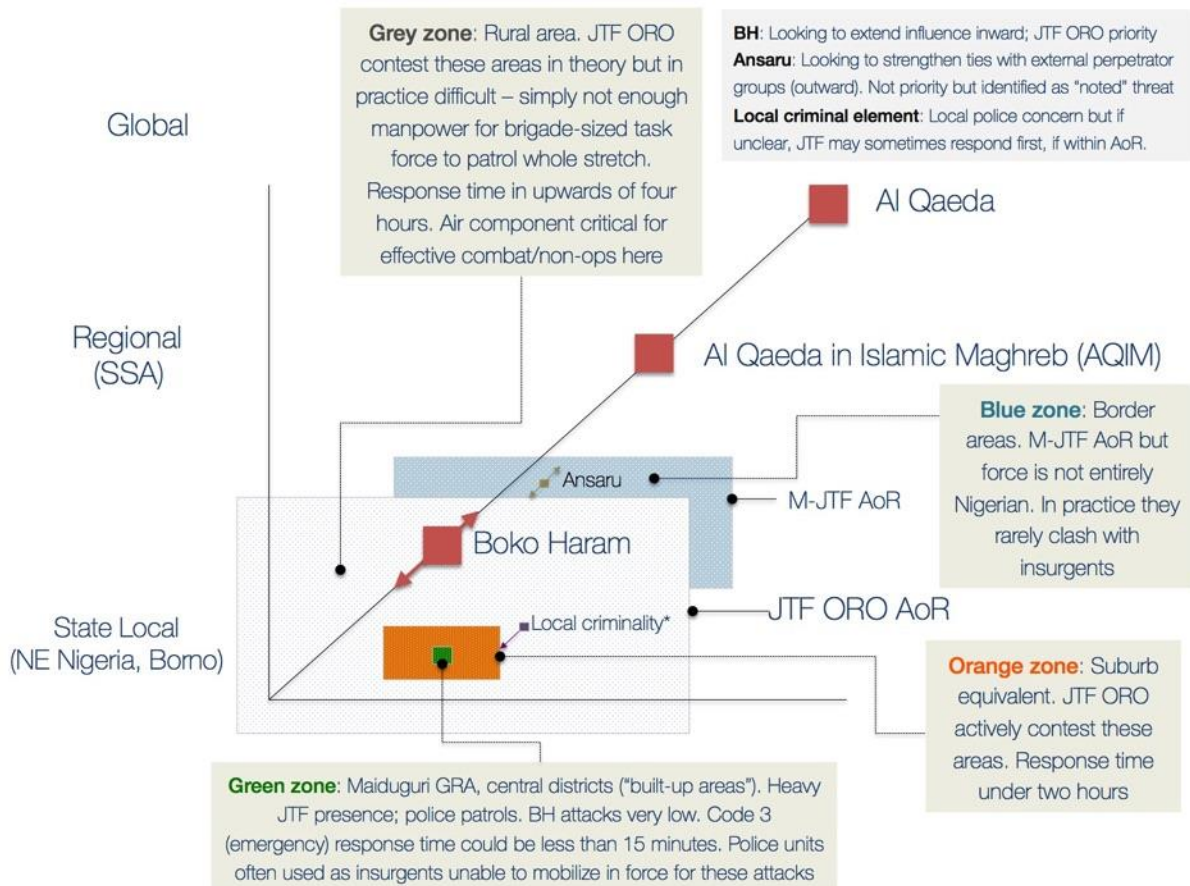 Grey zone: Rural area. JTF ORO
contest these areas in theory but in
practice difficult – simply not enough
manpower for brigade-sized task
force to patrol whole stretch.
Response time in upwards of four
hours. Air component critical for
effective combat/non-ops here
BH: Looking to extend influence inward; JTF ORO priority
Ansaru: Looking to strengthen ties with external perpetrator
groups (outward). Not priority but identified as “noted” threat
Local criminal element: Local police concern but if
unclear, JTF may sometimes respond first, if within AoR.
Global
Al Qaeda
Regional
(SSA)
Al Qaeda in Islamic Maghreb (AQIM)
Blue zone: Border
areas. M-JTF AoR but
force is not entirely
Nigerian. In practice they
rarely clash with
insurgents
Ansaru
M-JTF AoR
Boko Haram
JTF ORO AoR
State Local
(NE Nigeria, Borno)
Local criminality*
Orange zone: Suburb
equivalent. JTF ORO
actively contest these
areas. Response time
under two hours
Green zone: Maiduguri GRA, central districts (“built-up areas”). Heavy
JTF presence; police patrols. BH attacks very low. Code 3
(emergency) response time could be less than 15 minutes. Police units
often used as insurgents unable to mobilize in force for these attacks